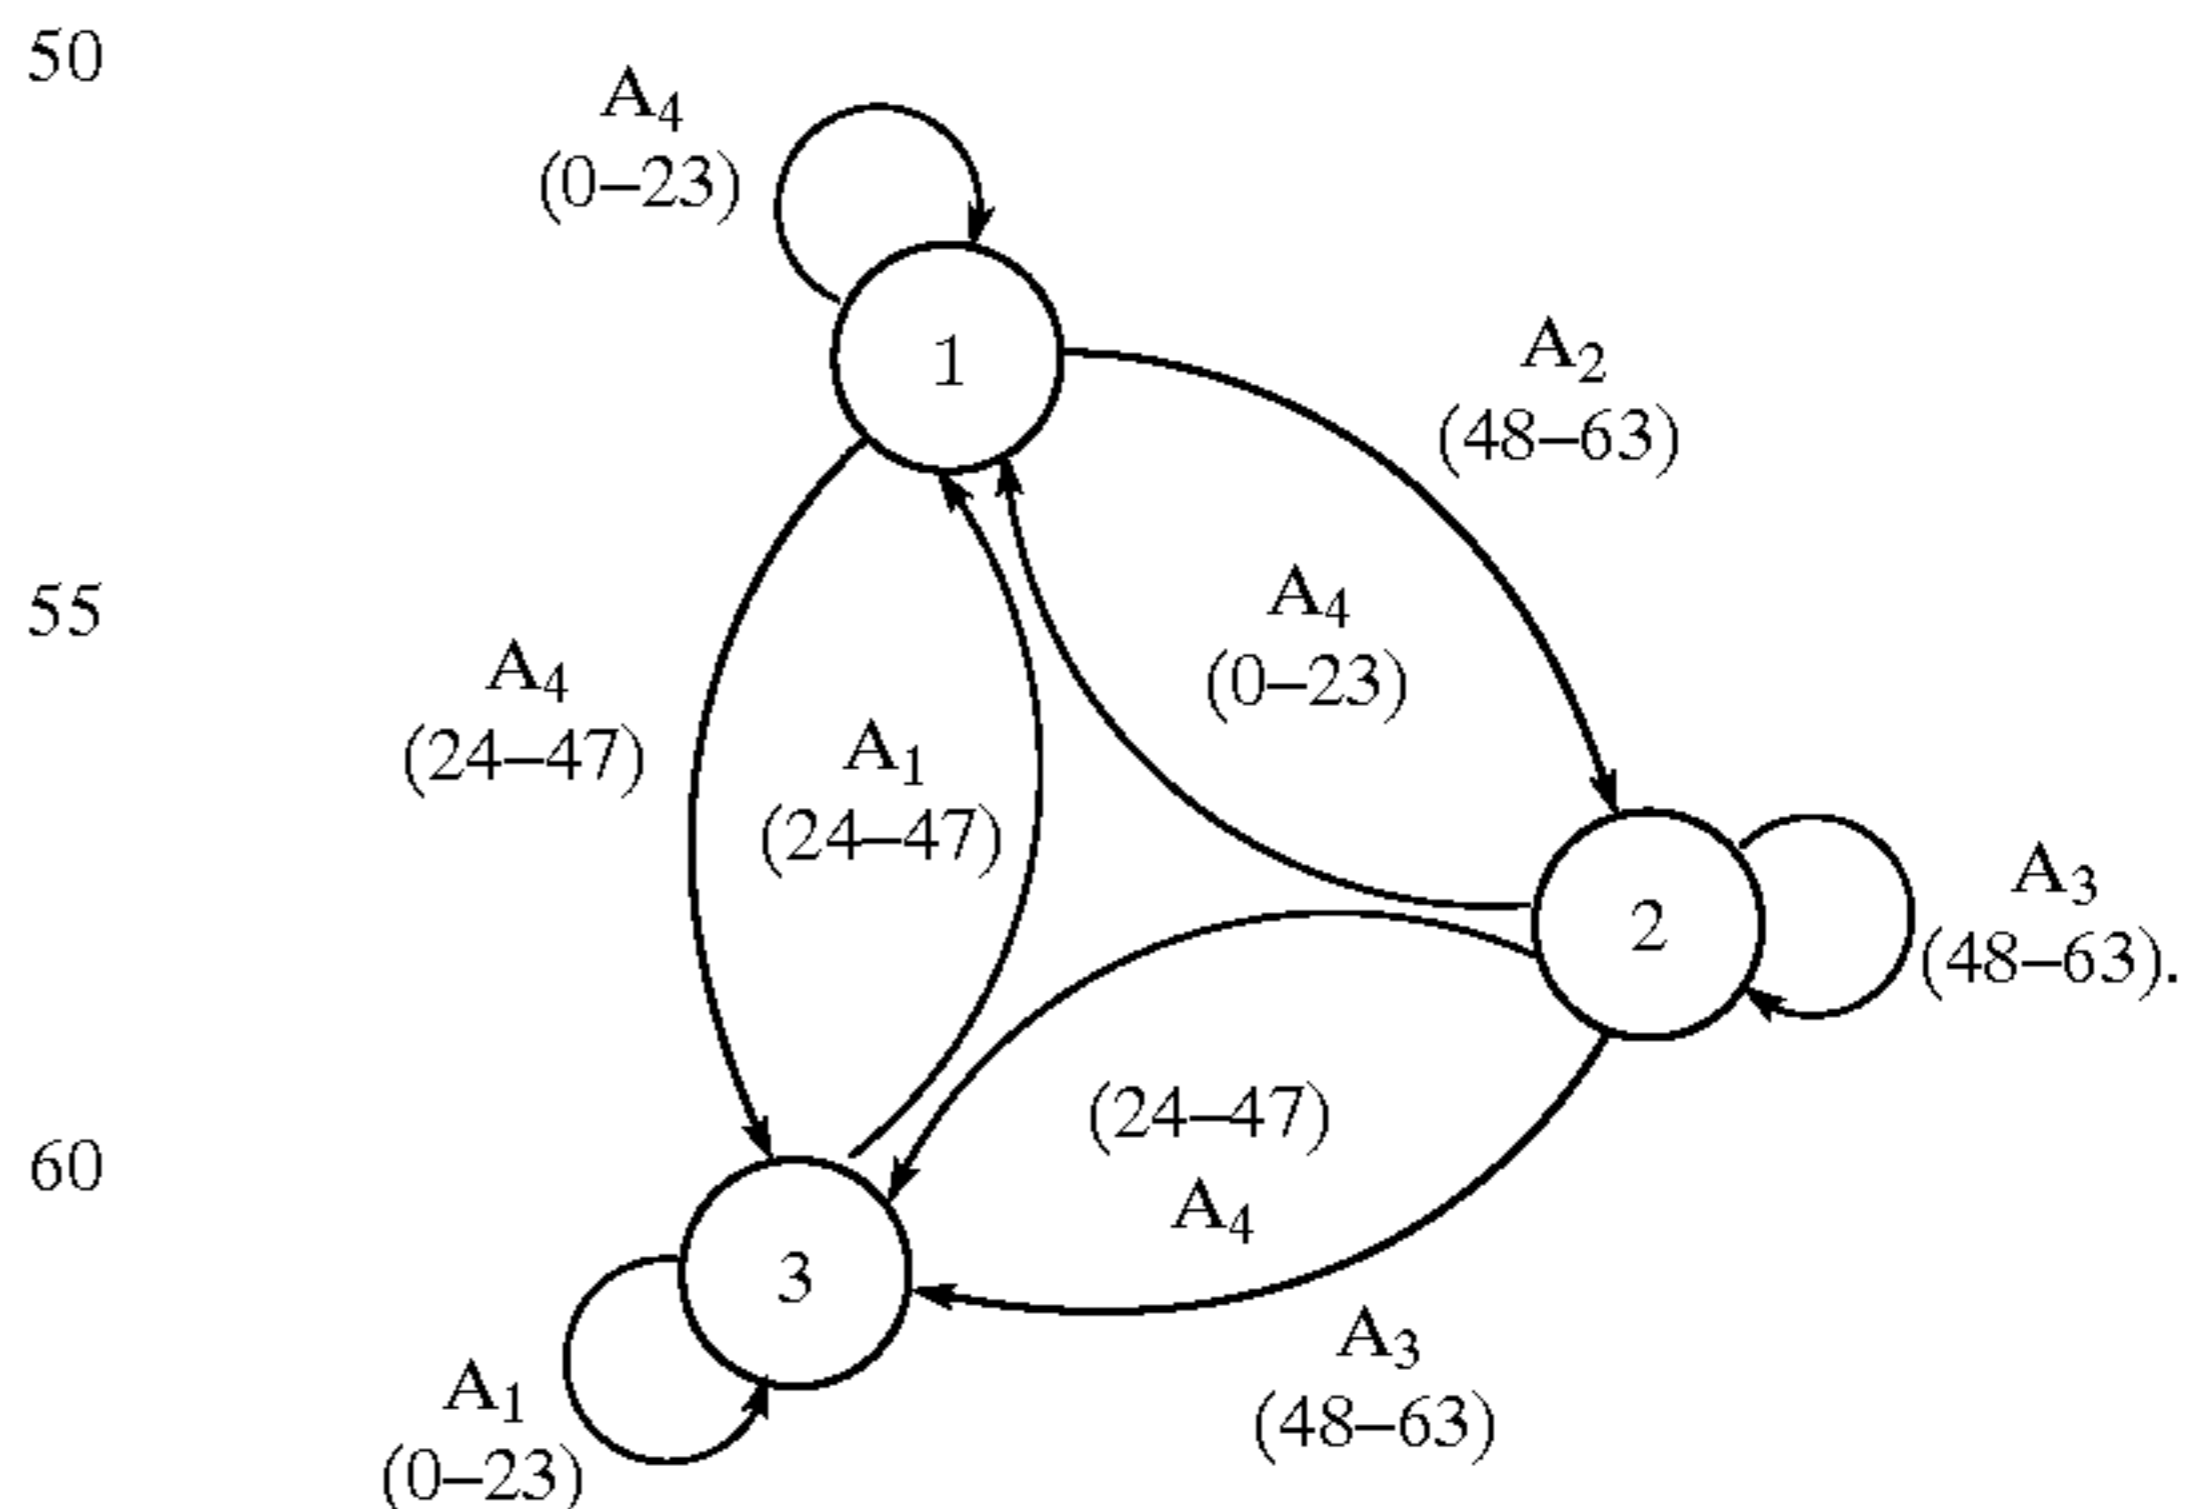 50
A4
(0–23)
1
A2
(48–63)
55
A4
(0–23)
A4
(24–47)
A1
(24–47)
2
A3
(48–63).
(24–47)
A4
60
3
A3
(48–63)
A1
(0–23)